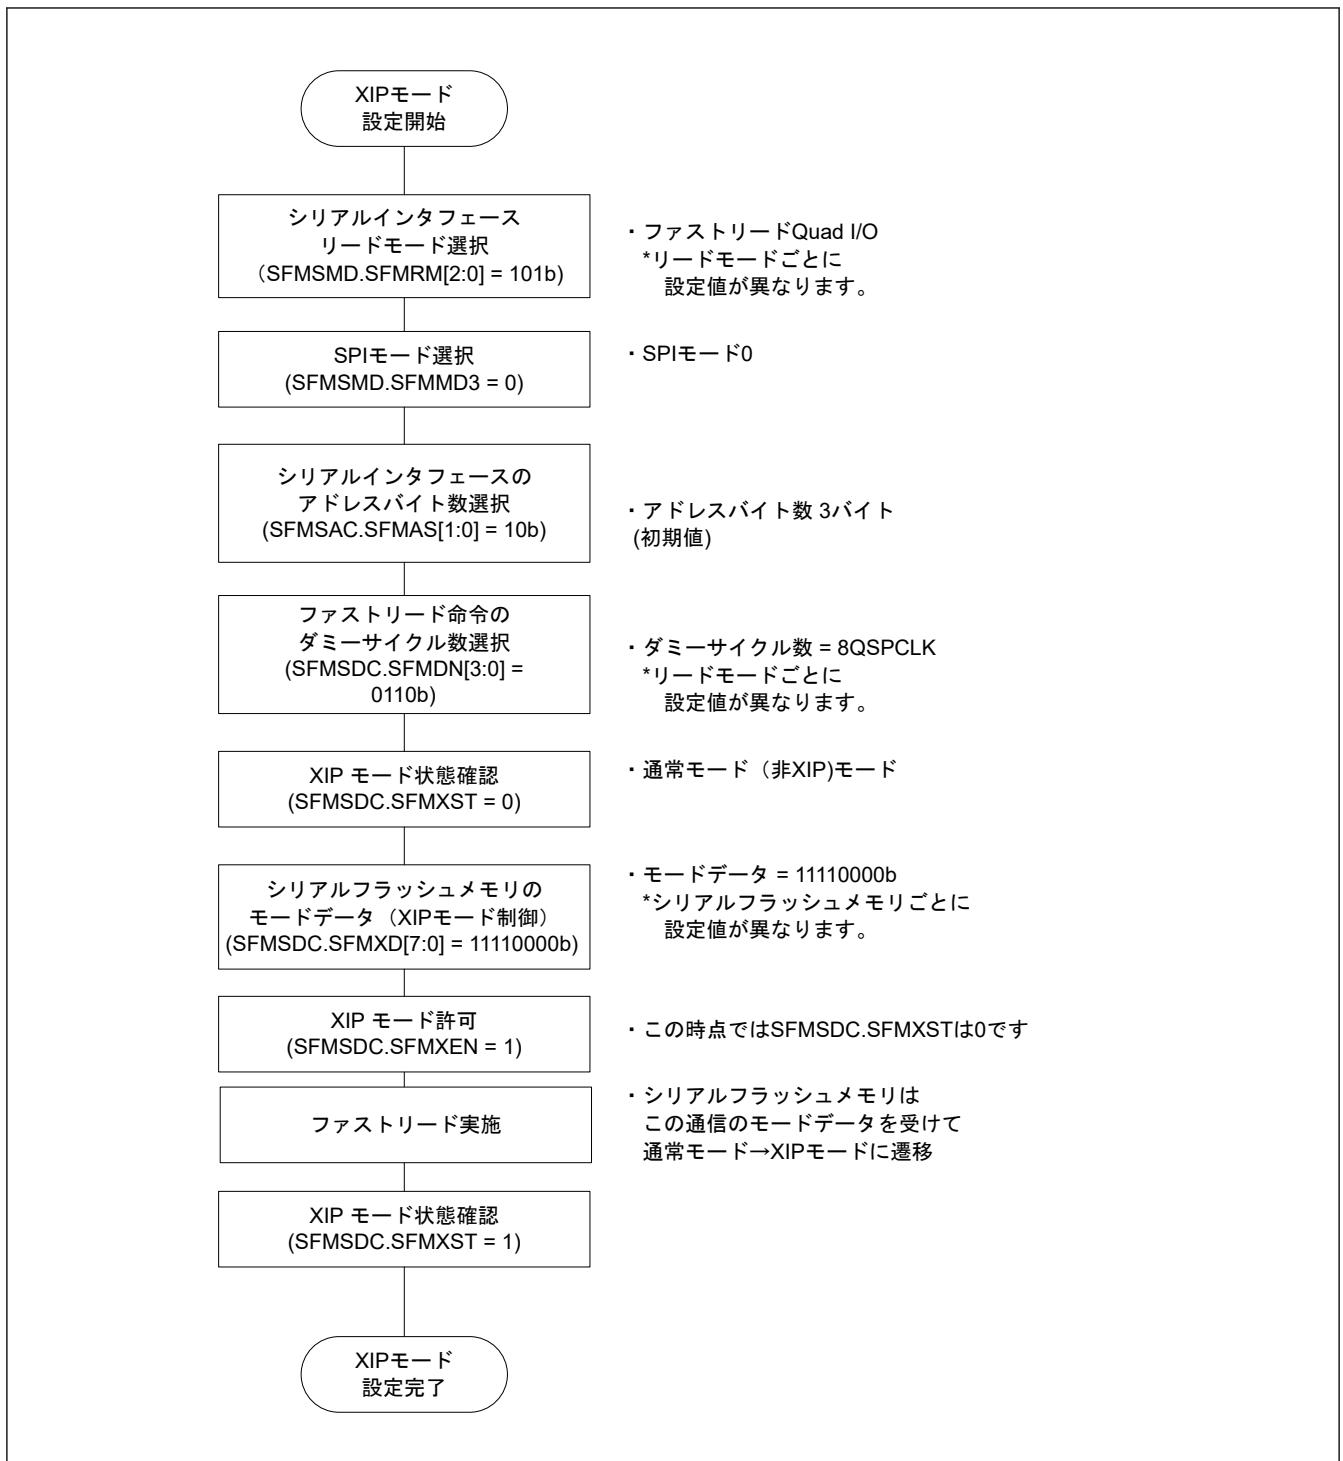 XIPモード
設定開始
シリアルインタフェース
リードモード選択
（SFMSMD.SFMRM[2:0] = 101b)
・ファストリードQuad I/O
*リードモードごとに
設定値が異なります。
SPIモード選択
(SFMSMD.SFMMD3 = 0)
・SPIモード0
シリアルインタフェースの
アドレスバイト数選択
(SFMSAC.SFMAS[1:0] = 10b)
・アドレスバイト数 3バイト
(初期値)
ファストリード命令の
ダミーサイクル数選択
(SFMSDC.SFMDN[3:0] =
0110b)
・ダミーサイクル数 = 8QSPCLK
*リードモードごとに
設定値が異なります。
XIP モード状態確認
(SFMSDC.SFMXST = 0)
・通常モード（非XIP)モード
シリアルフラッシュメモリの
モードデータ（XIPモード制御）
(SFMSDC.SFMXD[7:0] = 11110000b)
・モードデータ = 11110000b
*シリアルフラッシュメモリごとに
設定値が異なります。
XIP モード許可
(SFMSDC.SFMXEN = 1)
・この時点ではSFMSDC.SFMXSTは0です
ファストリード実施
・シリアルフラッシュメモリは
この通信のモードデータを受けて
通常モード→XIPモードに遷移
XIP モード状態確認
(SFMSDC.SFMXST = 1)
XIPモード
設定完了